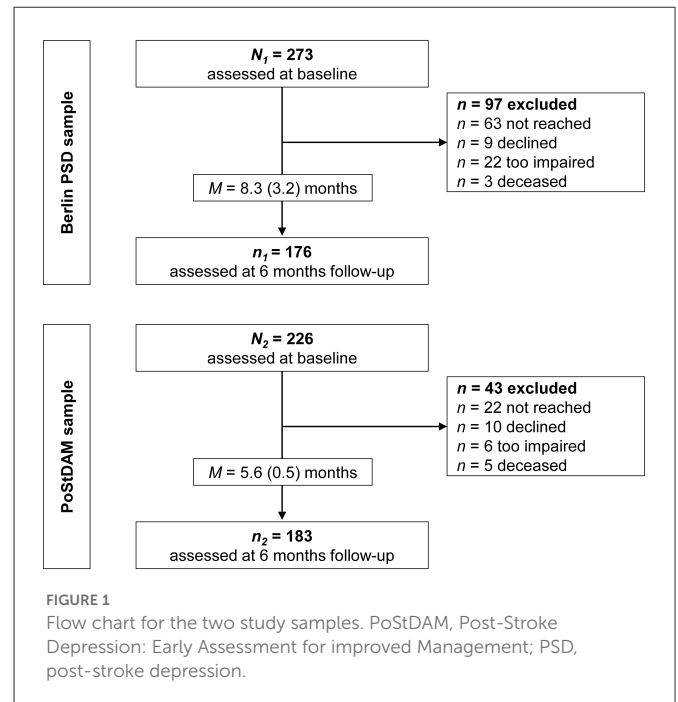 Berlin PSD sample
N₁ = 273
assessed at baseline
n = 97 excluded
n = 63 not reached
n = 9 declined
n = 22 too impaired
n = 3 deceased
M = 8.3 (3.2) months
n₁ = 176
assessed at 6 months follow-up
PoStDAM sample
N₂ = 226
assessed at baseline
n = 43 excluded
n = 22 not reached
n = 10 declined
n = 6 too impaired
n = 5 deceased
M = 5.6 (0.5) months
n₂ = 183
assessed at 6 months follow-up
FIGURE 1
Flow chart for the two study samples. PoStDAM, Post-Stroke
Depression: Early Assessment for improved Management; PSD,
post-stroke depression.